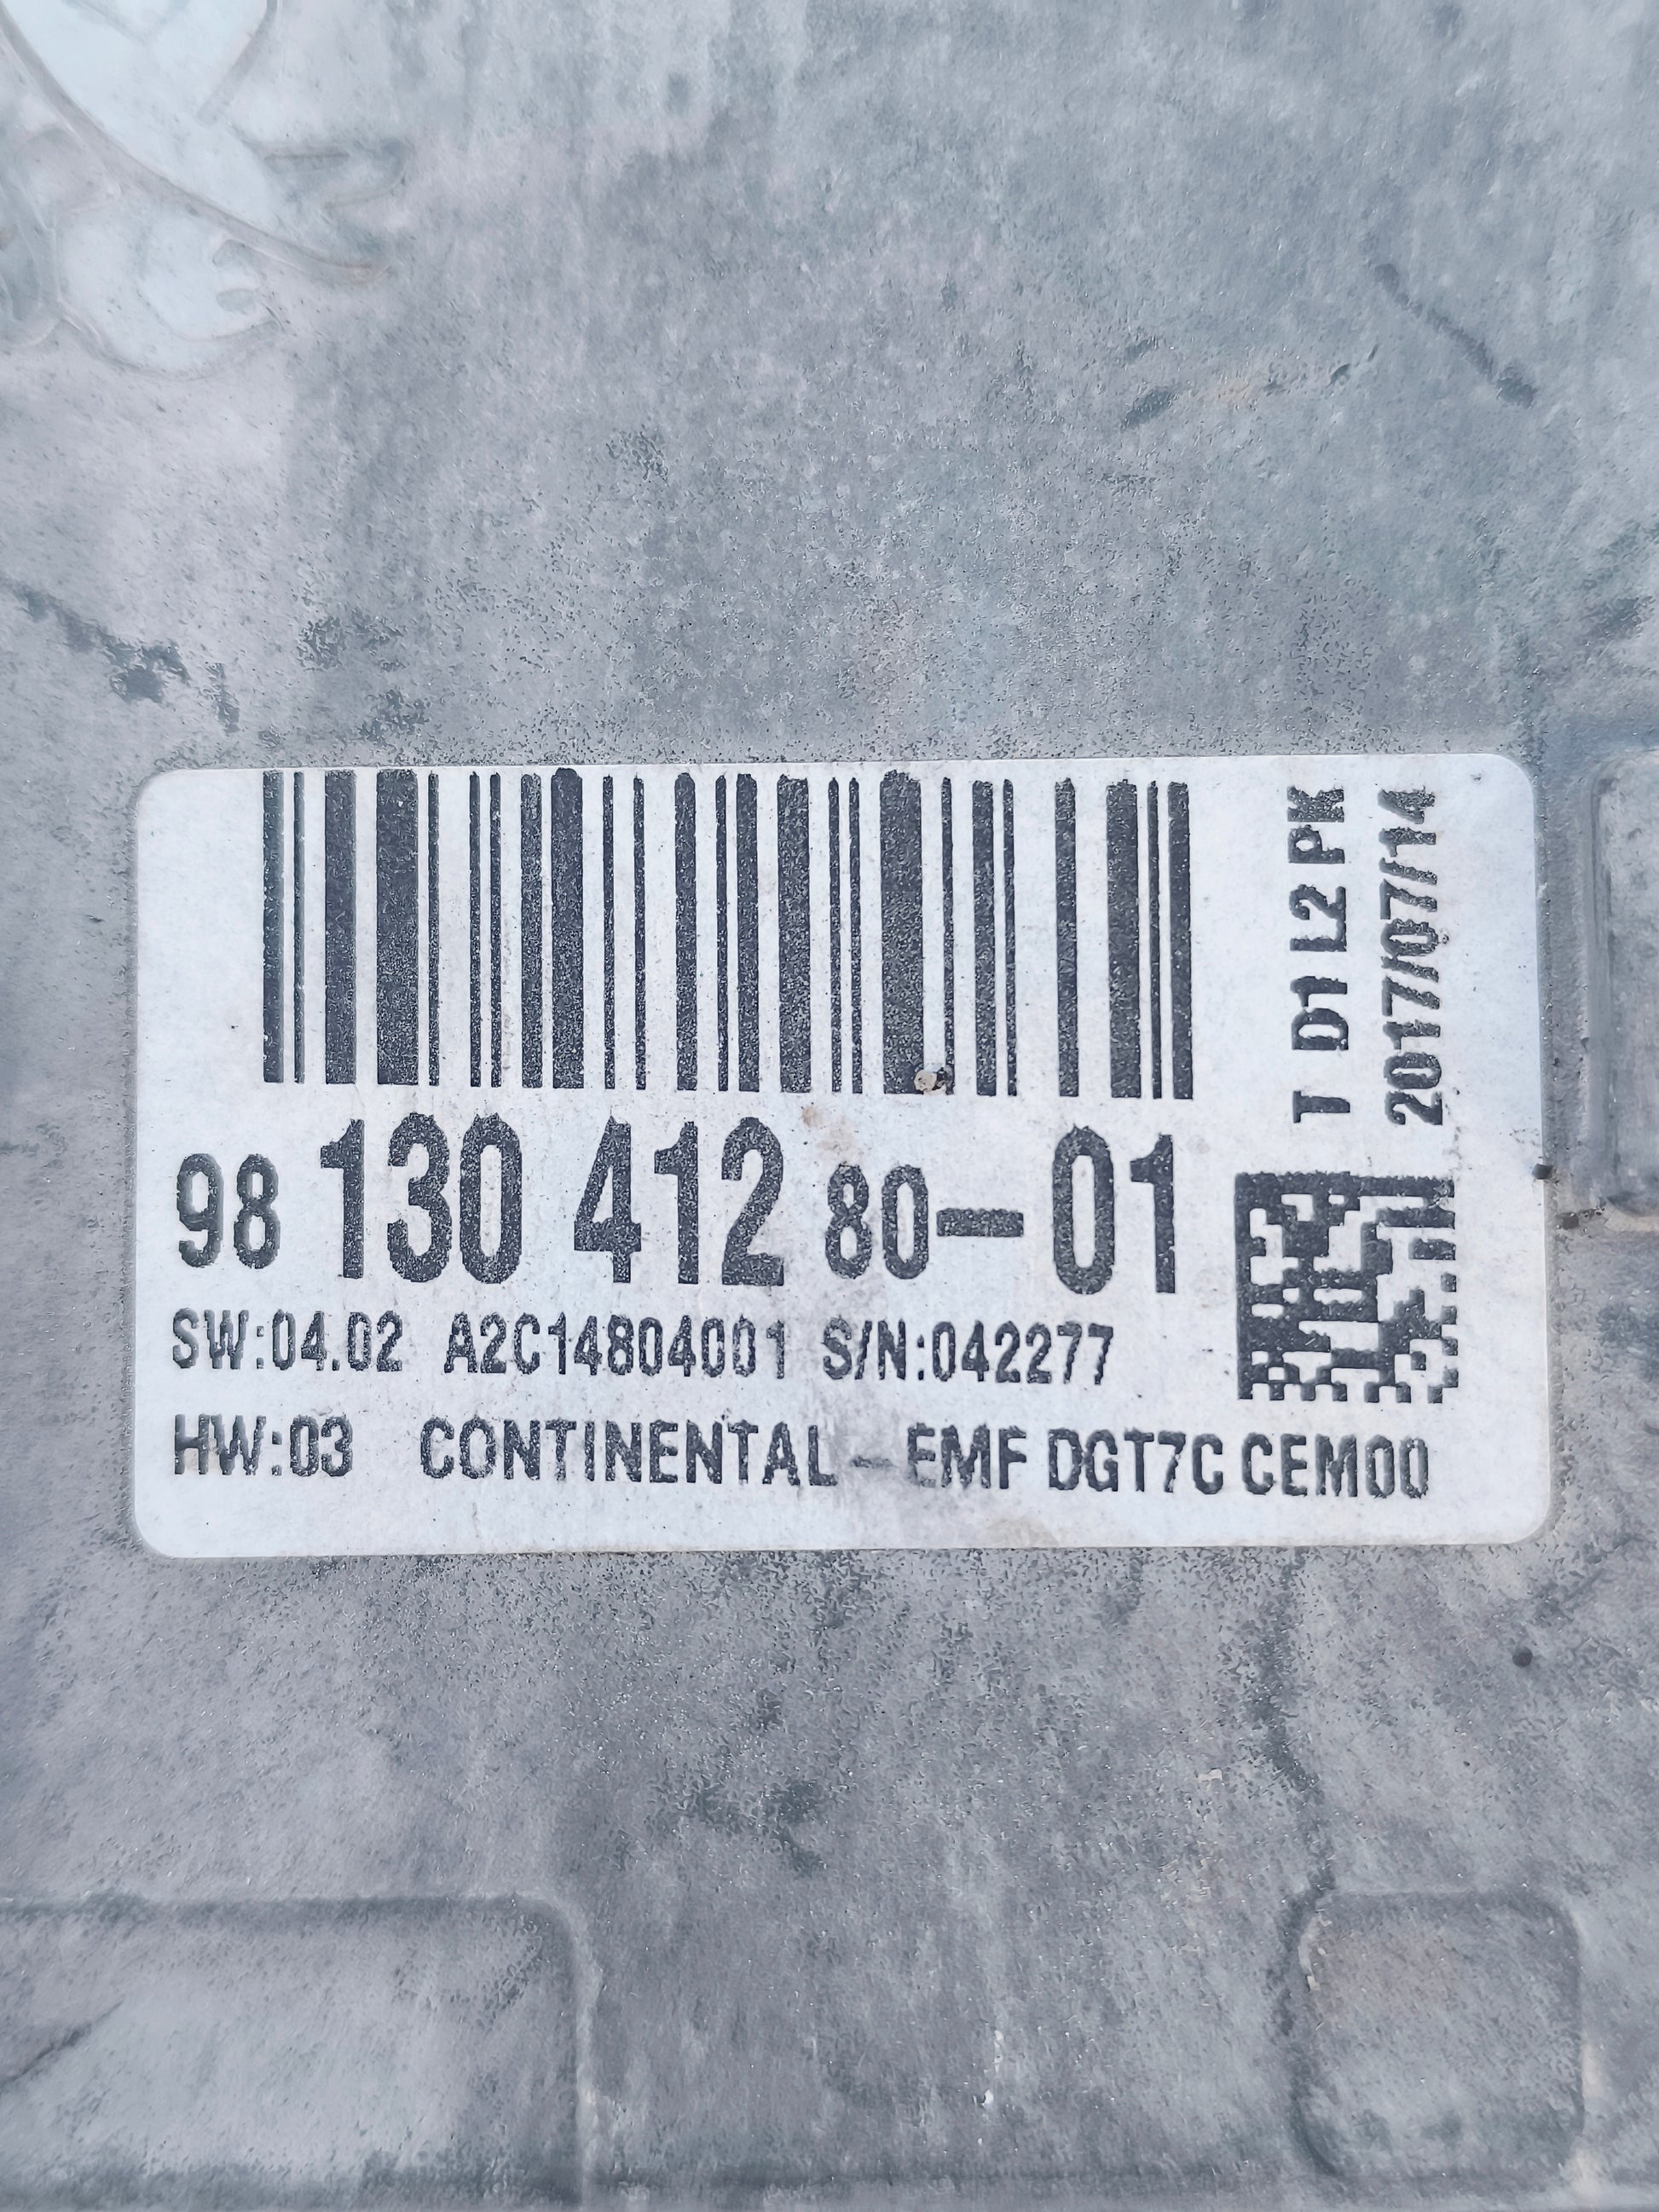 98 130 412 80-01
SW:04.02 A2C14804001 S/N:042277
HW:03 CONTINENTAL - EMF DGT7C CEM00
T D1 L2 PK
2017/07/14